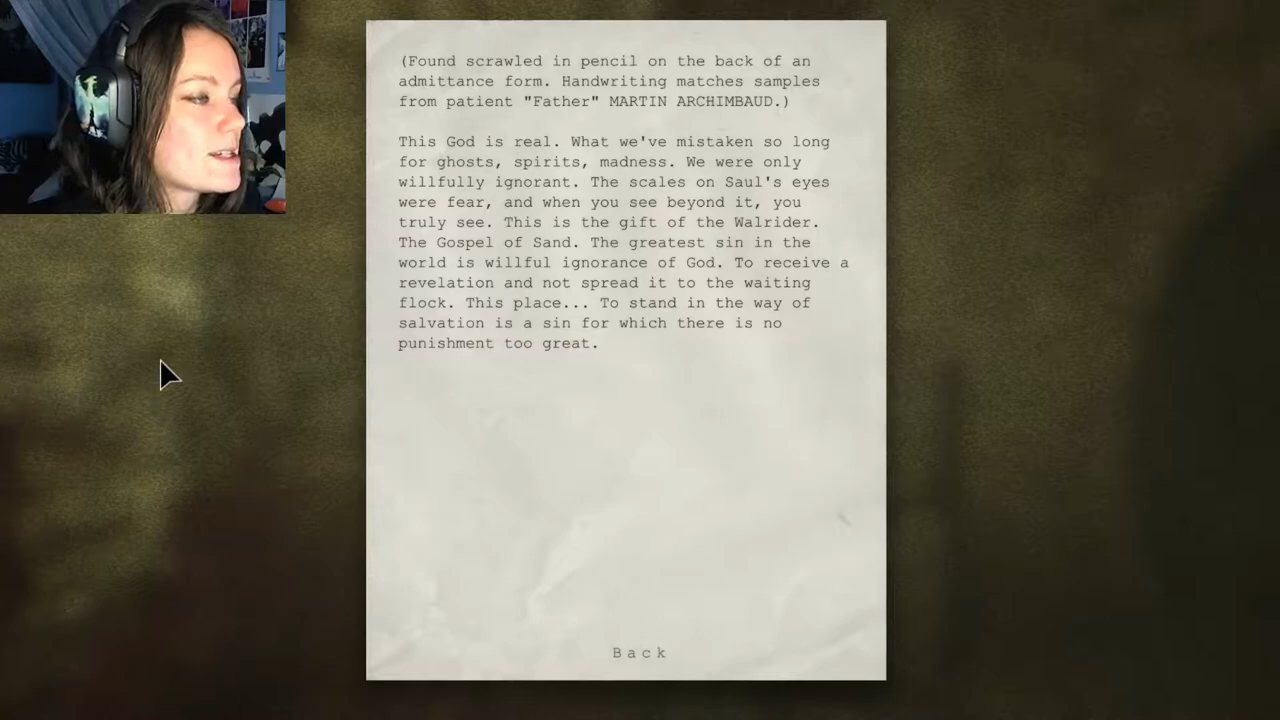 (Found scrawled in pencil on the back of an
admittance form. Handwriting matches samples
from patient "Father" MARTIN ARCHIMBAUD.)
This God is real. What we've mistaken so long
for ghosts, spirits, madness. We were only
willfully ignorant. The scales on Saul's eyes
were fear, and when you see beyond it, you
truly see. This is the gift of the Walrider.
The Gospel of Sand. The greatest sin in the
world is willful ignorance of God. To receive a
revelation and not spread it to the waiting
flock. This place... To stand in the way of
salvation is a sin for which there is no
punishment too great.
Back